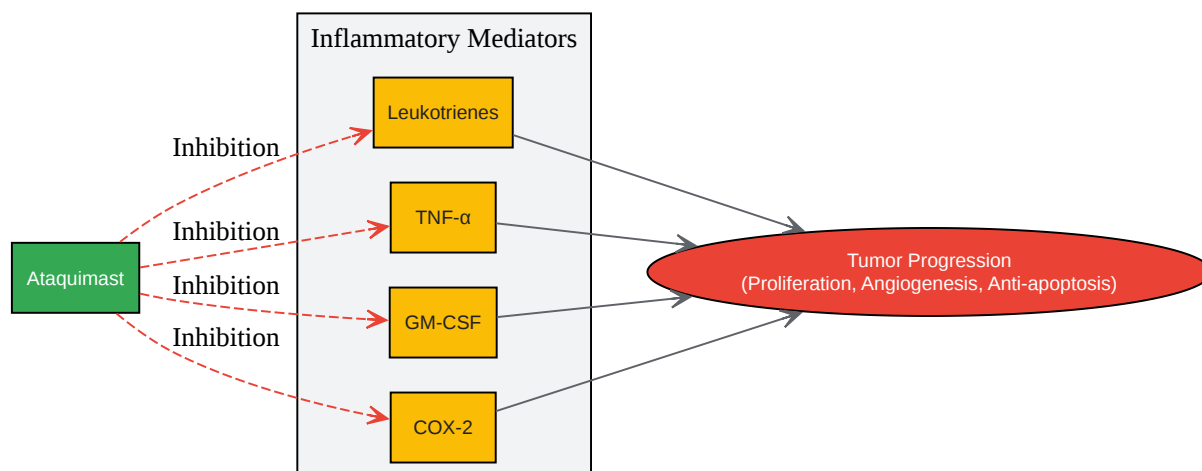 Inflammatory Mediators
Leukotrienes
Inhibition
Inhibition
TNF-α
Ataquimast
Inhibition
GM-CSF
Inhibition
COX-2
Tumor Progression
(Proliferation, Angiogenesis, Anti-apoptosis)